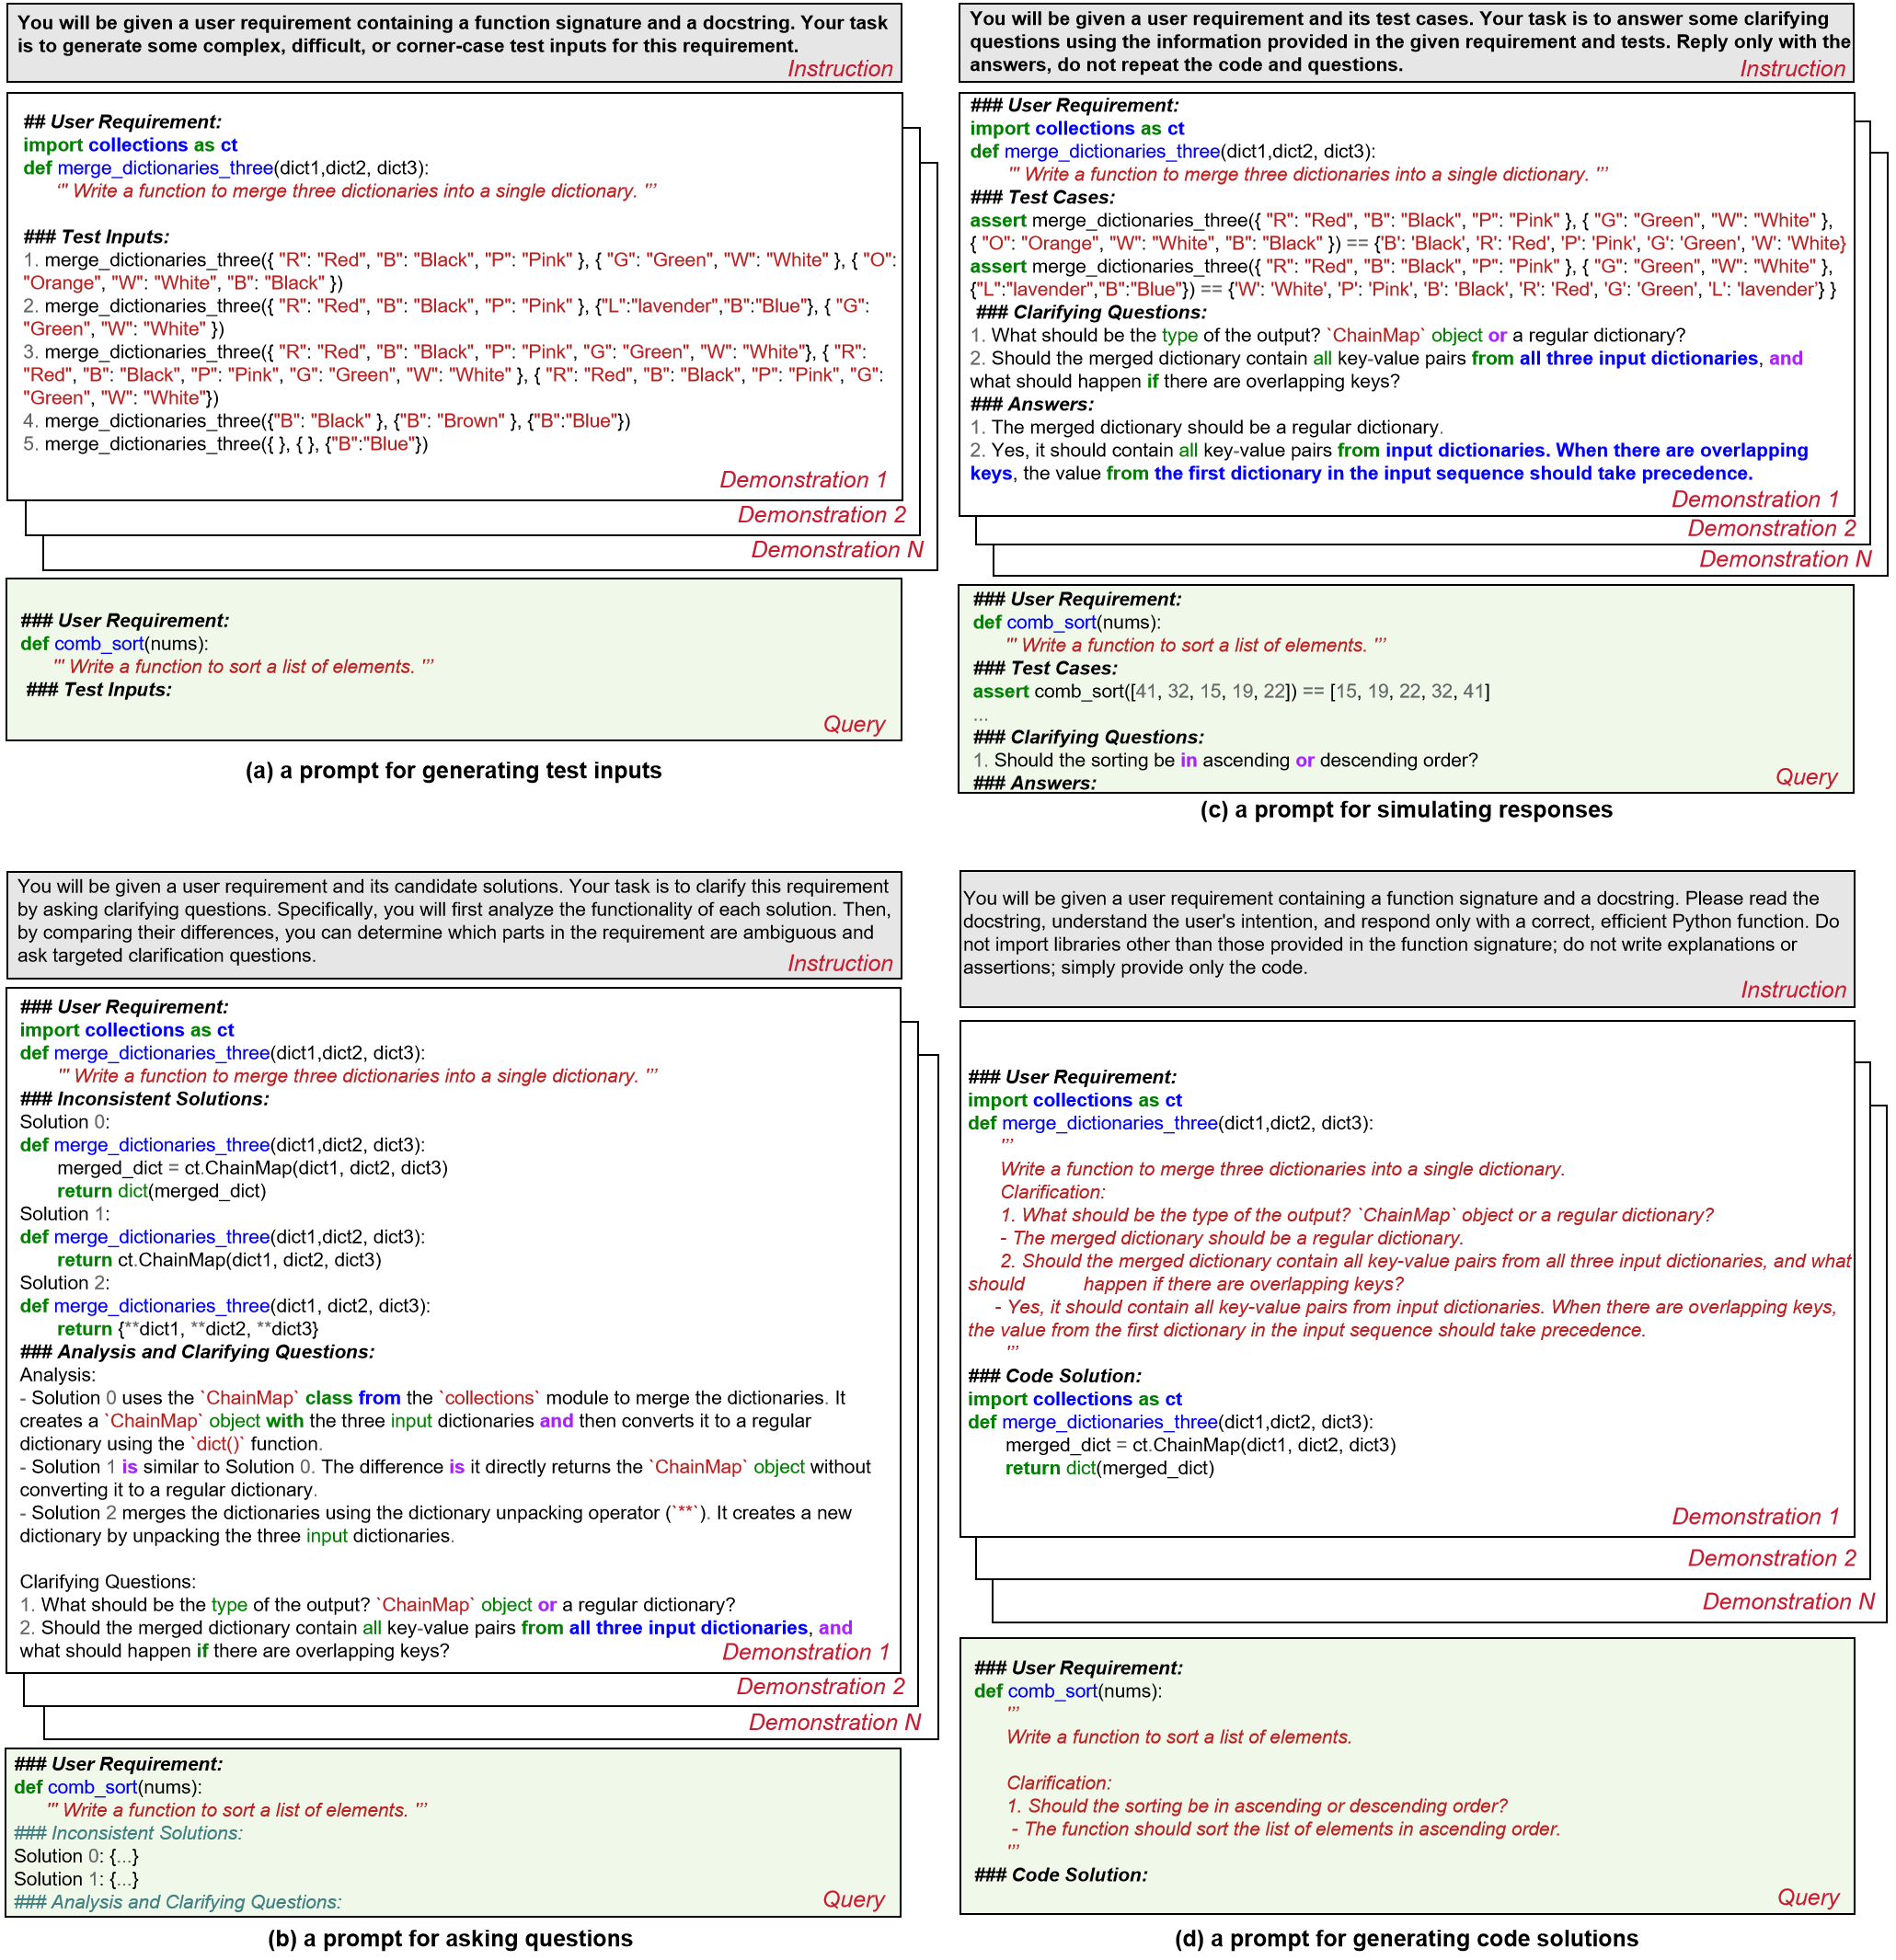 You will be given a user requirement containing a function signature and a docstring. Your task
is to generate some complex, difficult, or corner-case test inputs for this requirement.
Instruction
## User Requirement:
import collections as ct
def merge_dictionaries_three(dict1,dict2, dict3):
''' Write a function to merge three dictionaries into a single dictionary. '''
### Test Inputs:
1. merge_dictionaries_three({ "R": "Red", "B": "Black", "P": "Pink" }, { "G": "Green", "W": "White" }, { "O":
"Orange", "W": "White", "B": "Black" })
2. merge_dictionaries_three({ "R": "Red", "B": "Black", "P": "Pink" }, {"L":"lavender","B":"Blue"}, { "G":
"Green", "W": "White" })
3. merge_dictionaries_three({ "R": "Red", "B": "Black", "P": "Pink", "G": "Green", "W": "White"}, { "R":
"Red", "B": "Black", "P": "Pink", "G": "Green", "W": "White" }, { "R": "Red", "B": "Black", "P": "Pink", "G":
"Green", "W": "White"})
4. merge_dictionaries_three({"B": "Black" }, {"B": "Brown" }, {"B":"Blue"})
5. merge_dictionaries_three({ }, { }, {"B":"Blue"})
Demonstration 1
Demonstration 2
Demonstration N
### User Requirement:
def comb_sort(nums):
''' Write a function to sort a list of elements. '''
### Test Inputs:
Query
(a) a prompt for generating test inputs
You will be given a user requirement and its test cases. Your task is to answer some clarifying
questions using the information provided in the given requirement and tests. Reply only with the
answers, do not repeat the code and questions.
Instruction
### User Requirement:
import collections as ct
def merge_dictionaries_three(dict1,dict2, dict3):
''' Write a function to merge three dictionaries into a single dictionary. '''
### Test Cases:
assert merge_dictionaries_three({ "R": "Red", "B": "Black", "P": "Pink" }, { "G": "Green", "W": "White" },
{ "O": "Orange", "W": "White", "B": "Black" }) == {'B': 'Black', 'R': 'Red', 'P': 'Pink', 'G': 'Green', 'W': 'White}
assert merge_dictionaries_three({ "R": "Red", "B": "Black", "P": "Pink" }, { "G": "Green", "W": "White" },
{"L":"lavender","B":"Blue"}) == {'W': 'White', 'P': 'Pink', 'B': 'Black', 'R': 'Red', 'G': 'Green', 'L': 'lavender'} }
### Clarifying Questions:
1. What should be the type of the output? `ChainMap` object or a regular dictionary?
2. Should the merged dictionary contain all key-value pairs from all three input dictionaries, and
what should happen if there are overlapping keys?
### Answers:
1. The merged dictionary should be a regular dictionary.
2. Yes, it should contain all key-value pairs from input dictionaries. When there are overlapping
keys, the value from the first dictionary in the input sequence should take precedence.
Demonstration 1
Demonstration 2
Demonstration N
### User Requirement:
def comb_sort(nums):
''' Write a function to sort a list of elements. '''
### Test Cases:
assert comb_sort([41, 32, 15, 19, 22]) == [15, 19, 22, 32, 41]
...
### Clarifying Questions:
1. Should the sorting be in ascending or descending order?
### Answers:
Query
(c) a prompt for simulating responses
You will be given a user requirement and its candidate solutions. Your task is to clarify this requirement
by asking clarifying questions. Specifically, you will first analyze the functionality of each solution. Then,
by comparing their differences, you can determine which parts in the requirement are ambiguous and
ask targeted clarification questions.
Instruction
### User Requirement:
import collections as ct
def merge_dictionaries_three(dict1,dict2, dict3):
''' Write a function to merge three dictionaries into a single dictionary. '''
### Inconsistent Solutions:
Solution 0:
def merge_dictionaries_three(dict1,dict2, dict3):
merged_dict = ct.ChainMap(dict1, dict2, dict3)
return dict(merged_dict)
Solution 1:
def merge_dictionaries_three(dict1,dict2, dict3):
return ct.ChainMap(dict1, dict2, dict3)
Solution 2:
def merge_dictionaries_three(dict1, dict2, dict3):
return {**dict1, **dict2, **dict3}
### Analysis and Clarifying Questions:
Analysis:
- Solution 0 uses the `ChainMap` class from the `collections` module to merge the dictionaries. It
creates a `ChainMap` object with the three input dictionaries and then converts it to a regular
dictionary using the `dict()` function.
- Solution 1 is similar to Solution 0. The difference is it directly returns the `ChainMap` object without
converting it to a regular dictionary.
- Solution 2 merges the dictionaries using the dictionary unpacking operator (`**`). It creates a new
dictionary by unpacking the three input dictionaries.
Clarifying Questions:
1. What should be the type of the output? `ChainMap` object or a regular dictionary?
2. Should the merged dictionary contain all key-value pairs from all three input dictionaries, and
what should happen if there are overlapping keys?
Demonstration 1
Demonstration 2
Demonstration N
### User Requirement:
def comb_sort(nums):
''' Write a function to sort a list of elements. '''
### Inconsistent Solutions:
Solution 0: {...}
Solution 1: {...}
### Analysis and Clarifying Questions:
Query
(b) a prompt for asking questions
You will be given a user requirement containing a function signature and a docstring. Please read the
docstring, understand the user's intention, and respond only with a correct, efficient Python function. Do
not import libraries other than those provided in the function signature; do not write explanations or
assertions; simply provide only the code.
Instruction
### User Requirement:
import collections as ct
def merge_dictionaries_three(dict1,dict2, dict3):
'''
Write a function to merge three dictionaries into a single dictionary.
Clarification:
1. What should be the type of the output? `ChainMap` object or a regular dictionary?
- The merged dictionary should be a regular dictionary.
2. Should the merged dictionary contain all key-value pairs from all three input dictionaries, and what
should happen if there are overlapping keys?
- Yes, it should contain all key-value pairs from input dictionaries. When there are overlapping keys,
the value from the first dictionary in the input sequence should take precedence.
'''
### Code Solution:
import collections as ct
def merge_dictionaries_three(dict1,dict2, dict3):
merged_dict = ct.ChainMap(dict1, dict2, dict3)
return dict(merged_dict)
Demonstration 1
Demonstration 2
Demonstration N
### User Requirement:
def comb_sort(nums):
'''
Write a function to sort a list of elements.
Clarification:
1. Should the sorting be in ascending or descending order?
- The function should sort the list of elements in ascending order.
'''
### Code Solution:
Query
(d) a prompt for generating code solutions